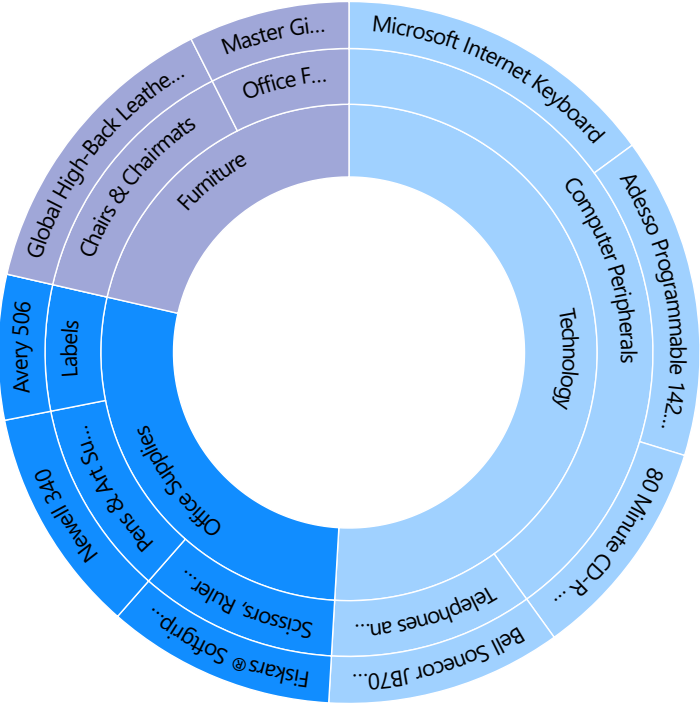 Microsoft Internet Keyboard
Adesso Programmable 142...
80 Minute CD-R ...
Bell Sonecor JB70...
Fiskars ® Softgrip...
Newell 340
Avery 506
Global High-Back Leathe...
Master Gi...
Computer Peripherals
Telephones an...
Scissors, Ruler...
Pens & Art Su...
Labels
Chairs & Chairmats
Office F...
Technology
Office Supplies
Furniture